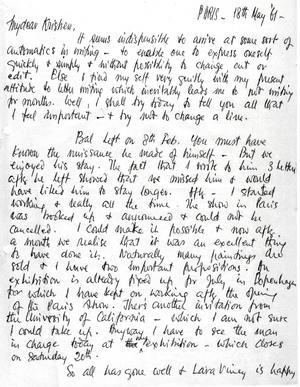 PARIS - 18th May '61 -
My dear Krishen,
It seems indispensible to arrive at some sort of
automatics in writing - to enable one to express oneself
quickly & simply & without possibility to change, cut or
edit. Else I find my self very guilty with my present
attitude to letter writing which inevitably leads me to not writing
for months. Well, I shall try today to tell you all that
I feel important - & try not to change a line.
Bal left on 8th Feb. You must have
known the nuissance he made of himself - But we
enjoyed his stay. The fact that I wrote to him 3 letters
after he left showed that we missed him & would
have liked him to stay longer. I started
working & really all the time. The show in Paris
was booked up & announced & could not be
cancelled. I could make it possible & now after
a month we realise that it was an excellent thing
to have done it. Naturally many paintings are
sold & I have two important propositions. An
exhibition is already fixed up for July in Copenhagen
for which I have kept on working after the opening
of the Paris show. There's another invitation from
the University of California - which I am not sure
I could take up. Anyway I have to see the man
in charge today at exhibition - which closes
on Saturday 20th.
So all has gone well & Lara Viney is happy